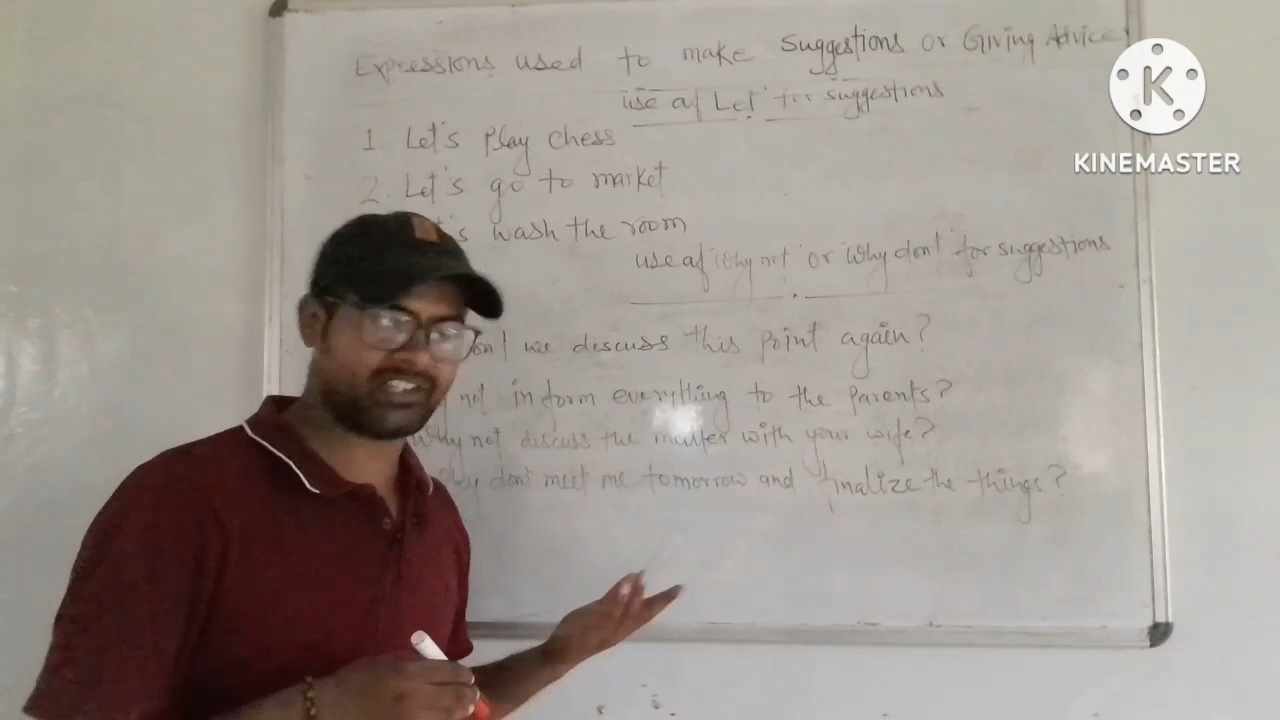 Expressions used to make suggestions or Giving Advice
use of 'Let' for suggestions
1. Let's play chess
2. Let's go to market
's wash the room
use of 'why not' or 'why don't' for suggestions
we discuss this point again?
not inform everything to the parents?
why not discuss the matter with your wife?
don't meet me tomorrow and finalize the things?
K
KINEMASTER